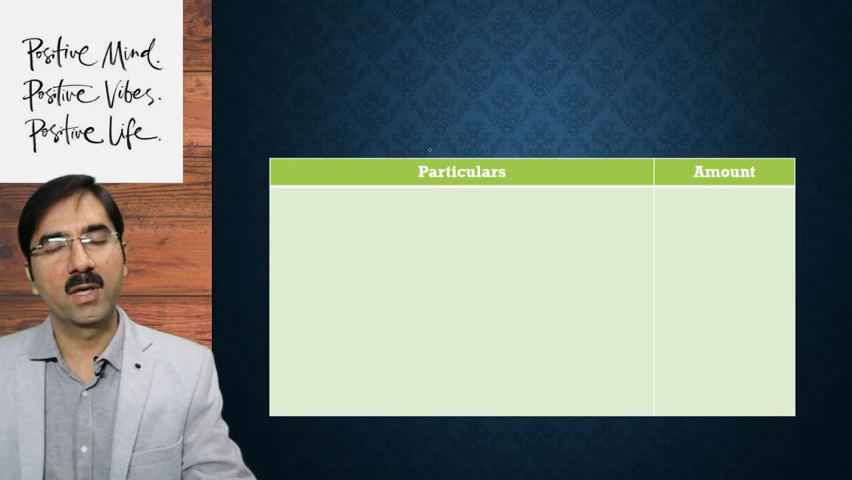 Positive Mind.
Positive Vibes.
Positive Life.
Particulars Amount